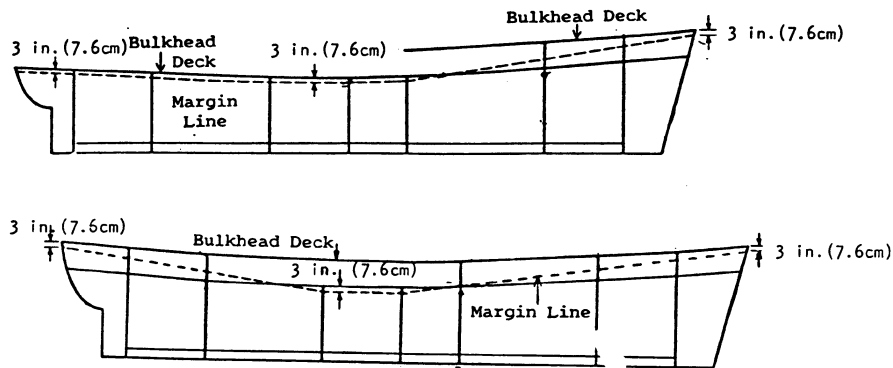 Bulkhead Deck
3 in.(7.6cm)
Bulkhead
Deck
3 in.(7.6cm)
3 in.(7.6cm)
Margin
Line
3 in.(7.6cm)
Bulkhead Deck
3 in.(7.6cm)
3 in.(7.6cm)
Margin Line